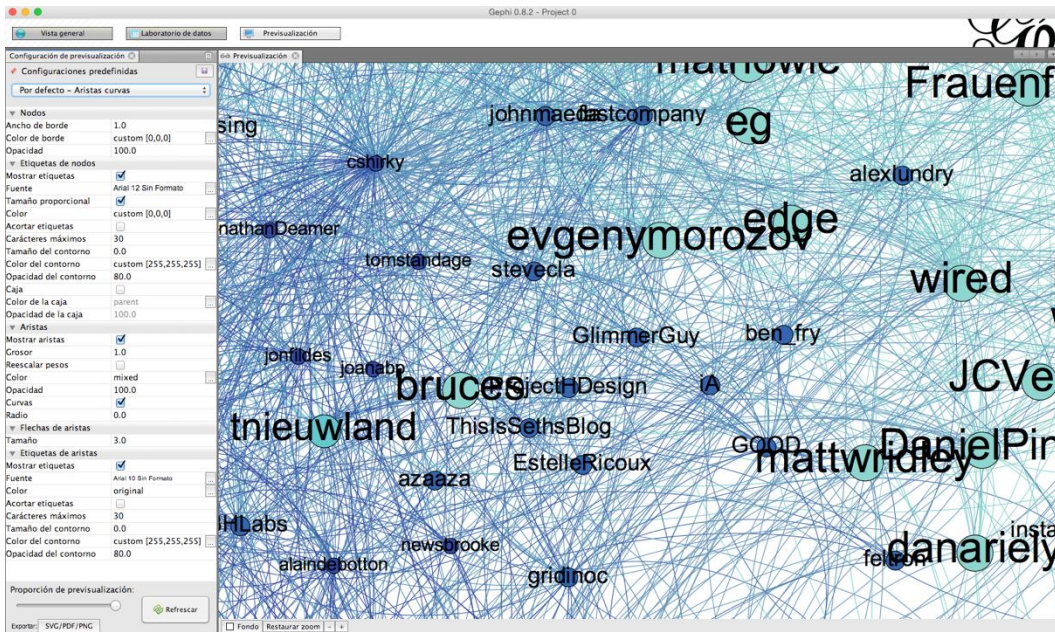 Gephi 0.8.2 - Project 0
Vista general
Laboratorio de datos
Previsualización
Configuración de previsualización
Configuraciones predefinidas
Por defecto - Aristas curvas
Nodos
Ancho de borde 1.0
Color de borde custom [0,0,0]
Opacidad 100.0
Etiquetas de nodos
Mostrar etiquetas
Fuente Arial 12 Sin Formato
Tamaño proporcional
Color custom [0,0,0]
Acortar etiquetas
Carácteres máximos 30
Tamaño del contorno 0.0
Color del contorno custom [255,255,255]
Opacidad del contorno 80.0
Caja
Color de la caja parent
Opacidad de la caja 100.0
Aristas
Mostrar aristas
Grosor 1.0
Reescalar pesos
Color mixed
Opacidad 100.0
Curvas
Radio 0.0
Flechas de aristas
Tamaño 3.0
Etiquetas de aristas
Mostrar etiquetas
Fuente Arial 10 Sin Formato
Color original
Acortar etiquetas
Carácteres máximos 30
Tamaño del contorno 0.0
Color del contorno custom [255,255,255]
Opacidad del contorno 80.0
Proporción de previsualización:
Refrescar
Exportar: SVG/PDF/PNG
Previsualización
mathowie
Frauenf
johnmaeda
fastcompany
eg
sing
cshirky
alexlundry
nathanDeamer
edge
evgenymorozov
tomstandage
stevecla
wired
GlimmerGuy
ben_fry
jonfildes
joanabp
bruces
ProjectHDesign
iA
JCVe
tnieuwland
ThisIsSethsBlog
GOOD
mattwridley
DanielPin
EstelleRicoux
azaaza
HLabs
newsbrooke
insta
alaindebotton
gridinoc
feltron
danariely
Fondo
Restaurar zoom
- +